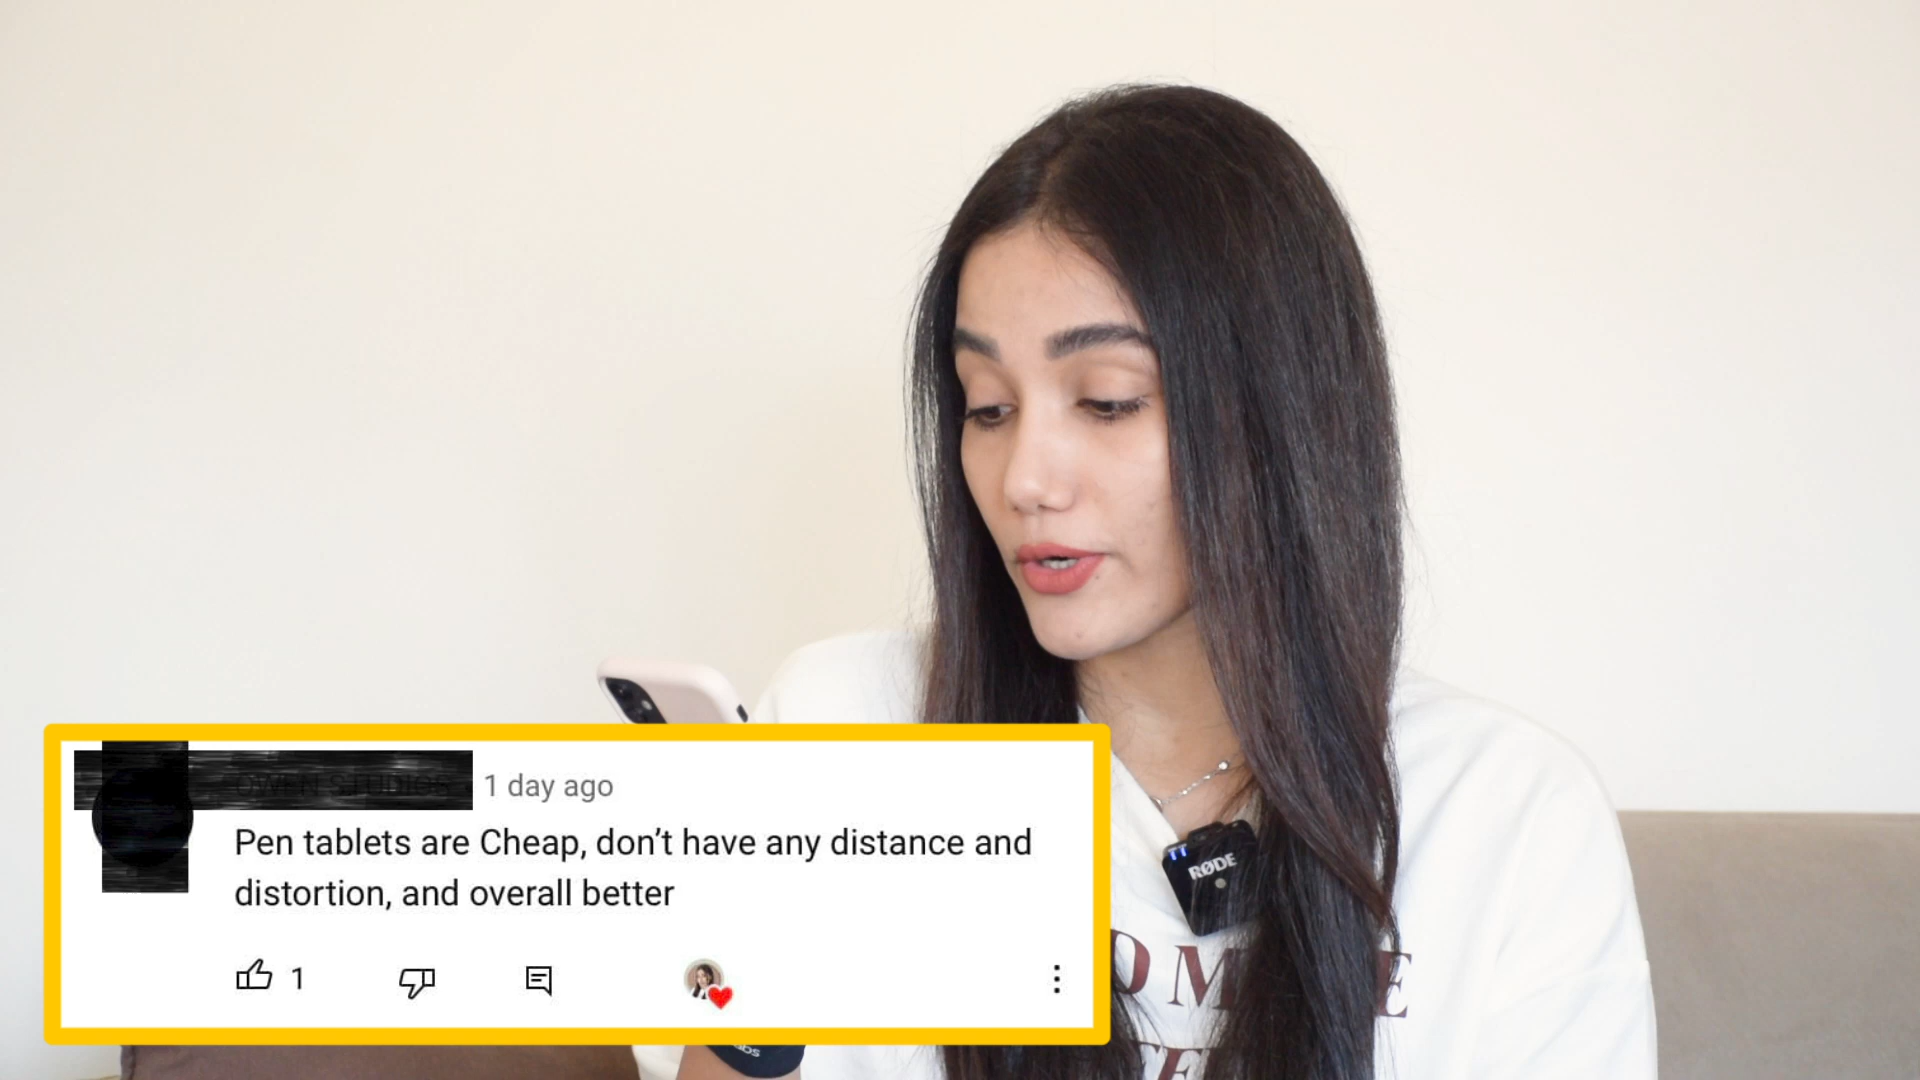 1 day ago
Pen tablets are Cheap, don’t have any distance and
distortion, and overall better
1
RØDE